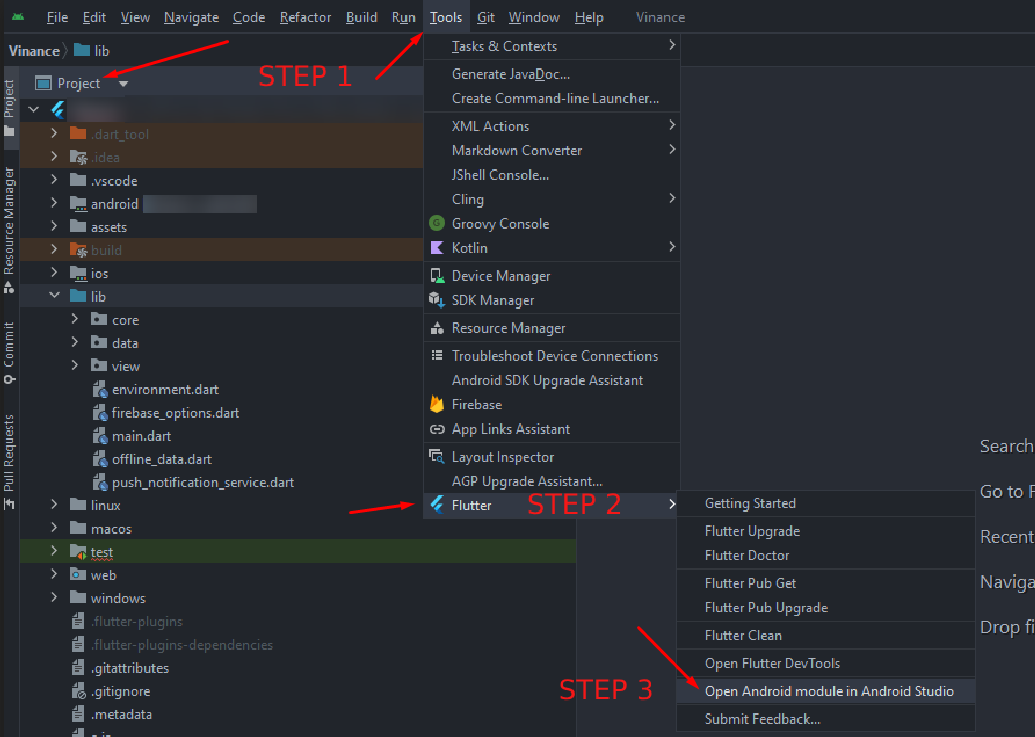 File Edit View Navigate Code Refactor Build Run Tools Git Window Help Vinance
Vinance lib
Project
STEP 1
Project
Resource Manager
Commit
Pull Requests
.dart_tool
.idea
.vscode
android
assets
build
ios
lib
core
data
view
environment.dart
firebase_options.dart
main.dart
offline_data.dart
push_notification_service.dart
linux
macos
test
web
windows
.flutter-plugins
.flutter-plugins-dependencies
.gitattributes
.gitignore
.metadata
Tasks & Contexts
Generate JavaDoc...
Create Command-line Launcher...
XML Actions
Markdown Converter
JShell Console...
Cling
Groovy Console
Kotlin
Device Manager
SDK Manager
Resource Manager
Troubleshoot Device Connections
Android SDK Upgrade Assistant
Firebase
App Links Assistant
Layout Inspector
AGP Upgrade Assistant...
Flutter
STEP 2
Getting Started
Flutter Upgrade
Flutter Doctor
Flutter Pub Get
Flutter Pub Upgrade
Flutter Clean
Open Flutter DevTools
STEP 3
Open Android module in Android Studio
Submit Feedback...
Search
Go to F
Recent
Naviga
Drop fi